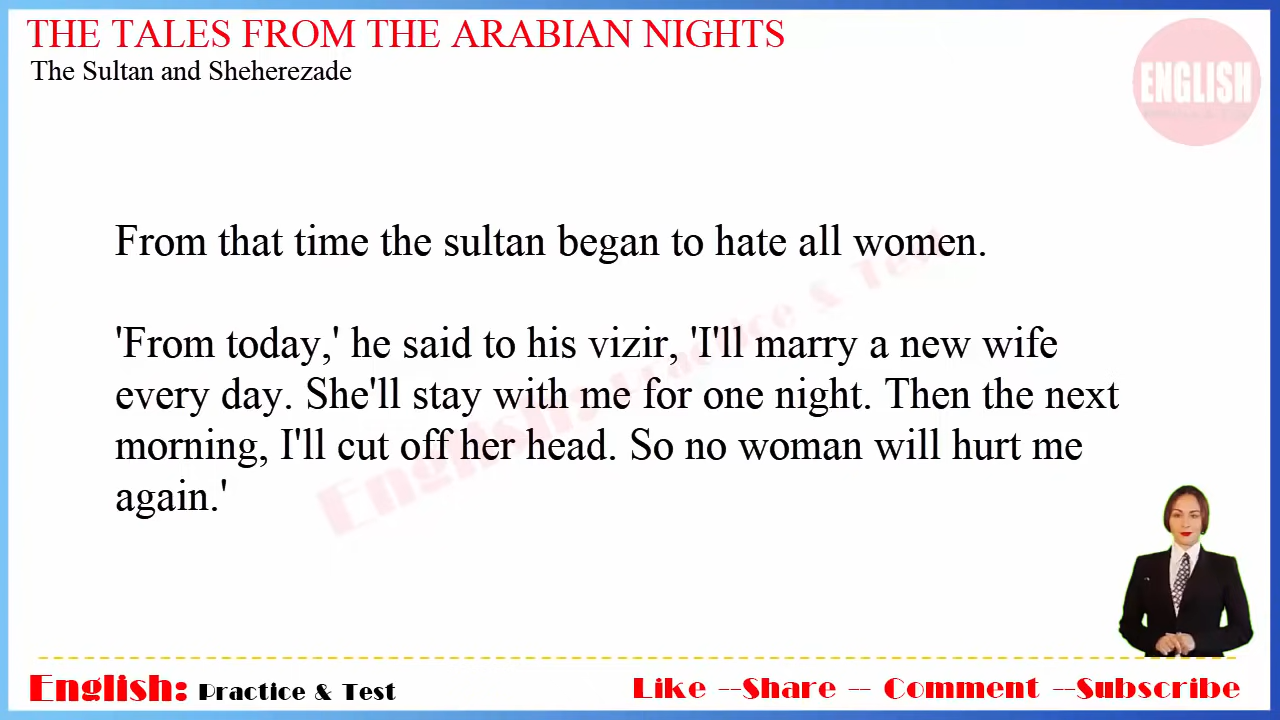 THE TALES FROM THE ARABIAN NIGHTS
The Sultan and Sheherezade
ENGLISH
From that time the sultan began to hate all women.
'From today,' he said to his vizir, 'I'll marry a new wife
every day. She'll stay with me for one night. Then the next
morning, I'll cut off her head. So no woman will hurt me
again.'
English: Practice & Test
English: Practice & Test
Like --Share -- Comment --Subscribe